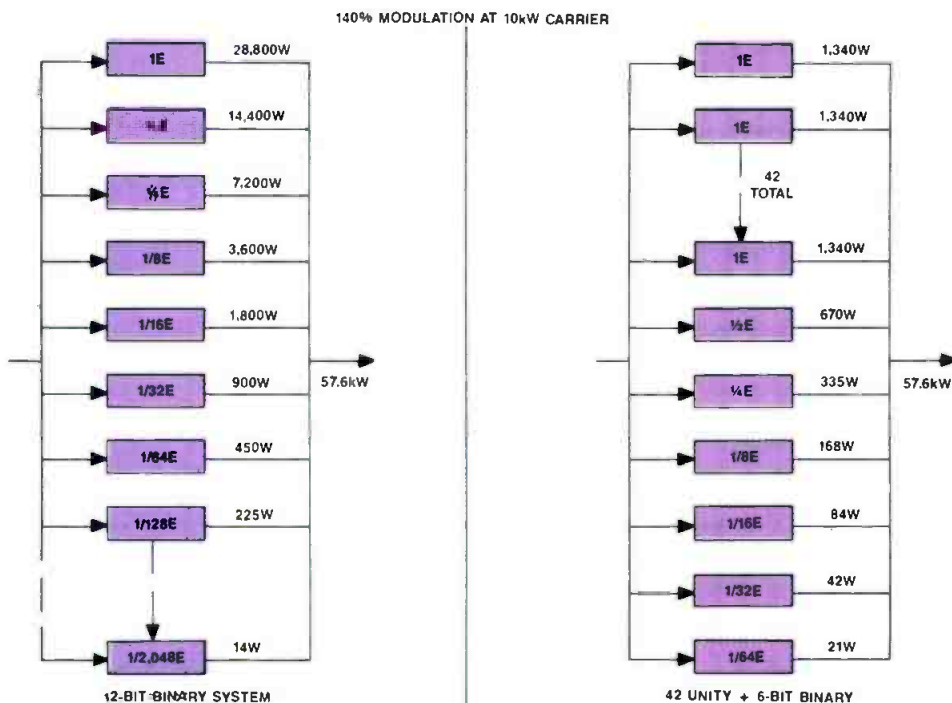 140% MODULATION AT 10kW CARRIER
1E
28,800W
14,400W
7,200W
1/8E
3,600W
1/16E
1,800W
1/32E
900W
57.6kW
1/64E
450W
1/128E
225W
1/2,048E
14W
12-BIT BINARY SYSTEM
1E
1,340W
1E
1,340W
42
TOTAL
1E
1,340W
½E
670W
¼E
335W
57.6kW
1/8E
168W
1/16E
84W
1/32E
42W
1/64E
21W
42 UNITY + 6-BIT BINARY